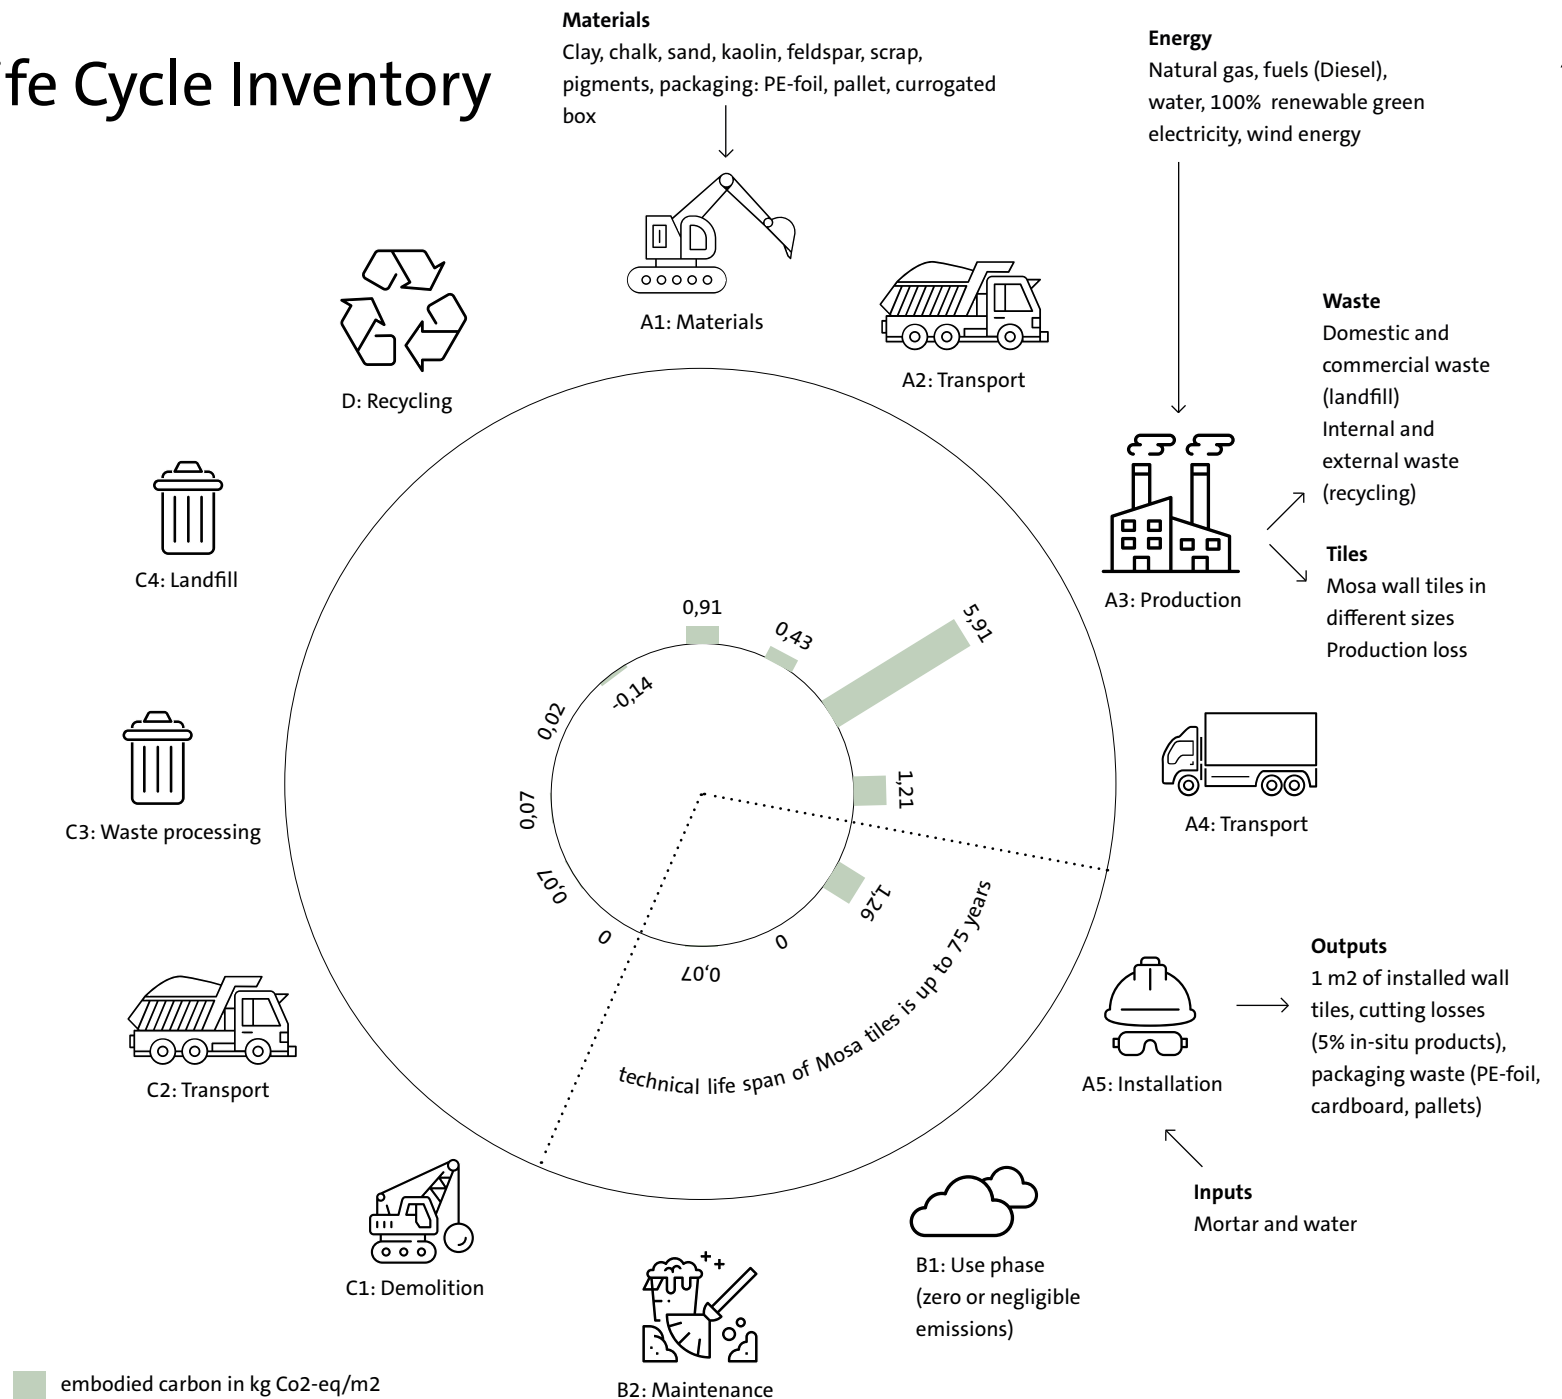 fe Cycle Inventory
Materials
Clay, chalk, sand, kaolin, feldspar, scrap,
pigments, packaging: PE-foil, pallet, currogated
box
Energy
Natural gas, fuels (Diesel),
water, 100% renewable green
electricity, wind energy
A1: Materials
A2: Transport
Waste
Domestic and
commercial waste
(landfill)
Internal and
external waste
(recycling)
Tiles
Mosa wall tiles in
different sizes
Production loss
A3: Production
A4: Transport
Outputs
1 m2 of installed wall
tiles, cutting losses
(5% in-situ products),
packaging waste (PE-foil,
cardboard, pallets)
A5: Installation
Inputs
Mortar and water
B1: Use phase
(zero or negligible
emissions)
B2: Maintenance
C1: Demolition
C2: Transport
C3: Waste processing
C4: Landfill
D: Recycling
0,91
0,43
5,91
1,21
1,26
0
0,07
0
0,07
0,07
0,02
-0,14
technical life span of Mosa tiles is up to 75 years
embodied carbon in kg Co2-eq/m2